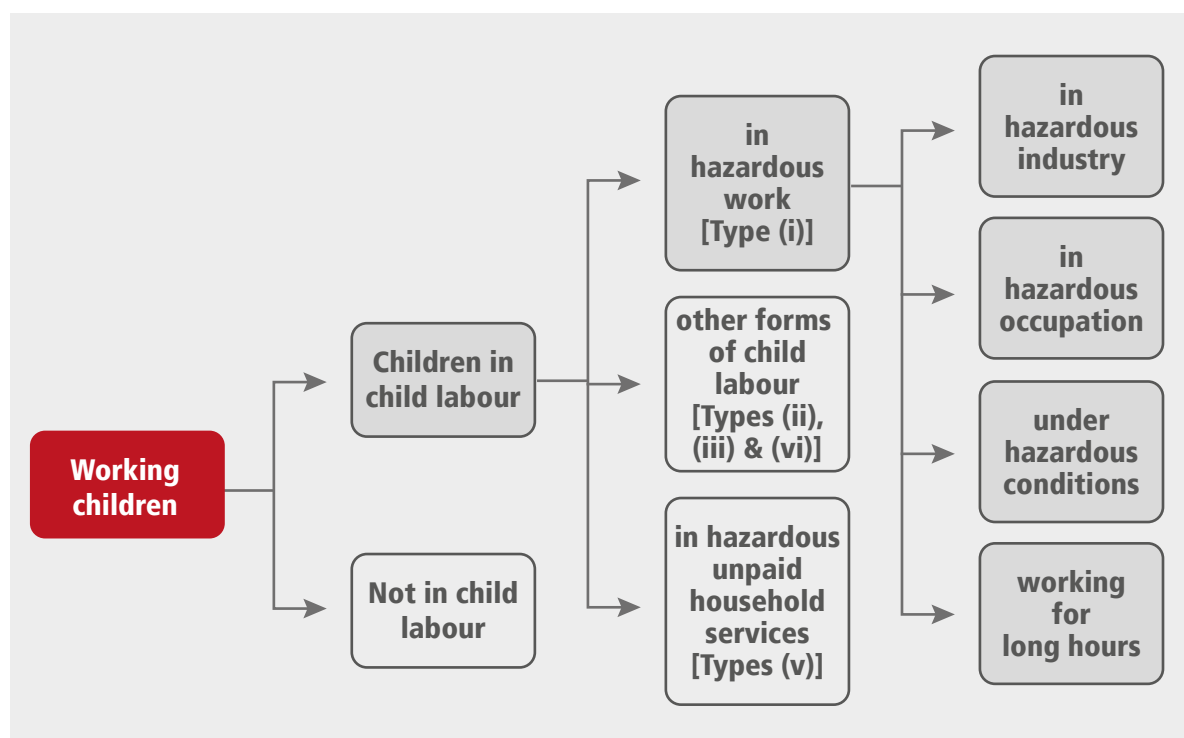 Working
children
Children in
child labour
Not in child
labour
in
hazardous
work
[Type (i)]
other forms
of child
labour
[Types (ii),
(iii) & (vi)]
in hazardous
unpaid
household
services
[Types (v)]
in
hazardous
industry
in
hazardous
occupation
under
hazardous
conditions
working
for
long hours